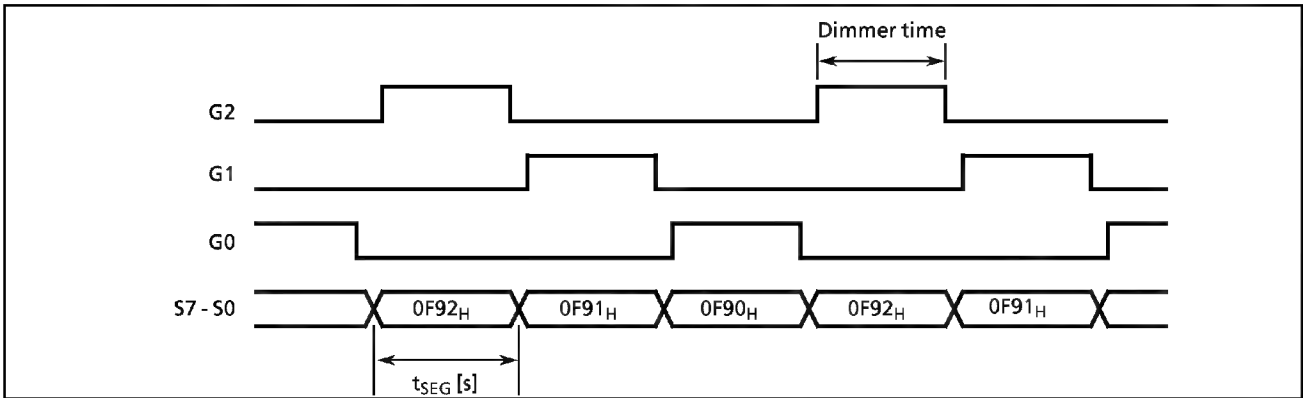 Dimmer time
G2
G1
G0
S7 - S0 0F92H 0F91H 0F90H 0F92H 0F91H
tSEG [s]